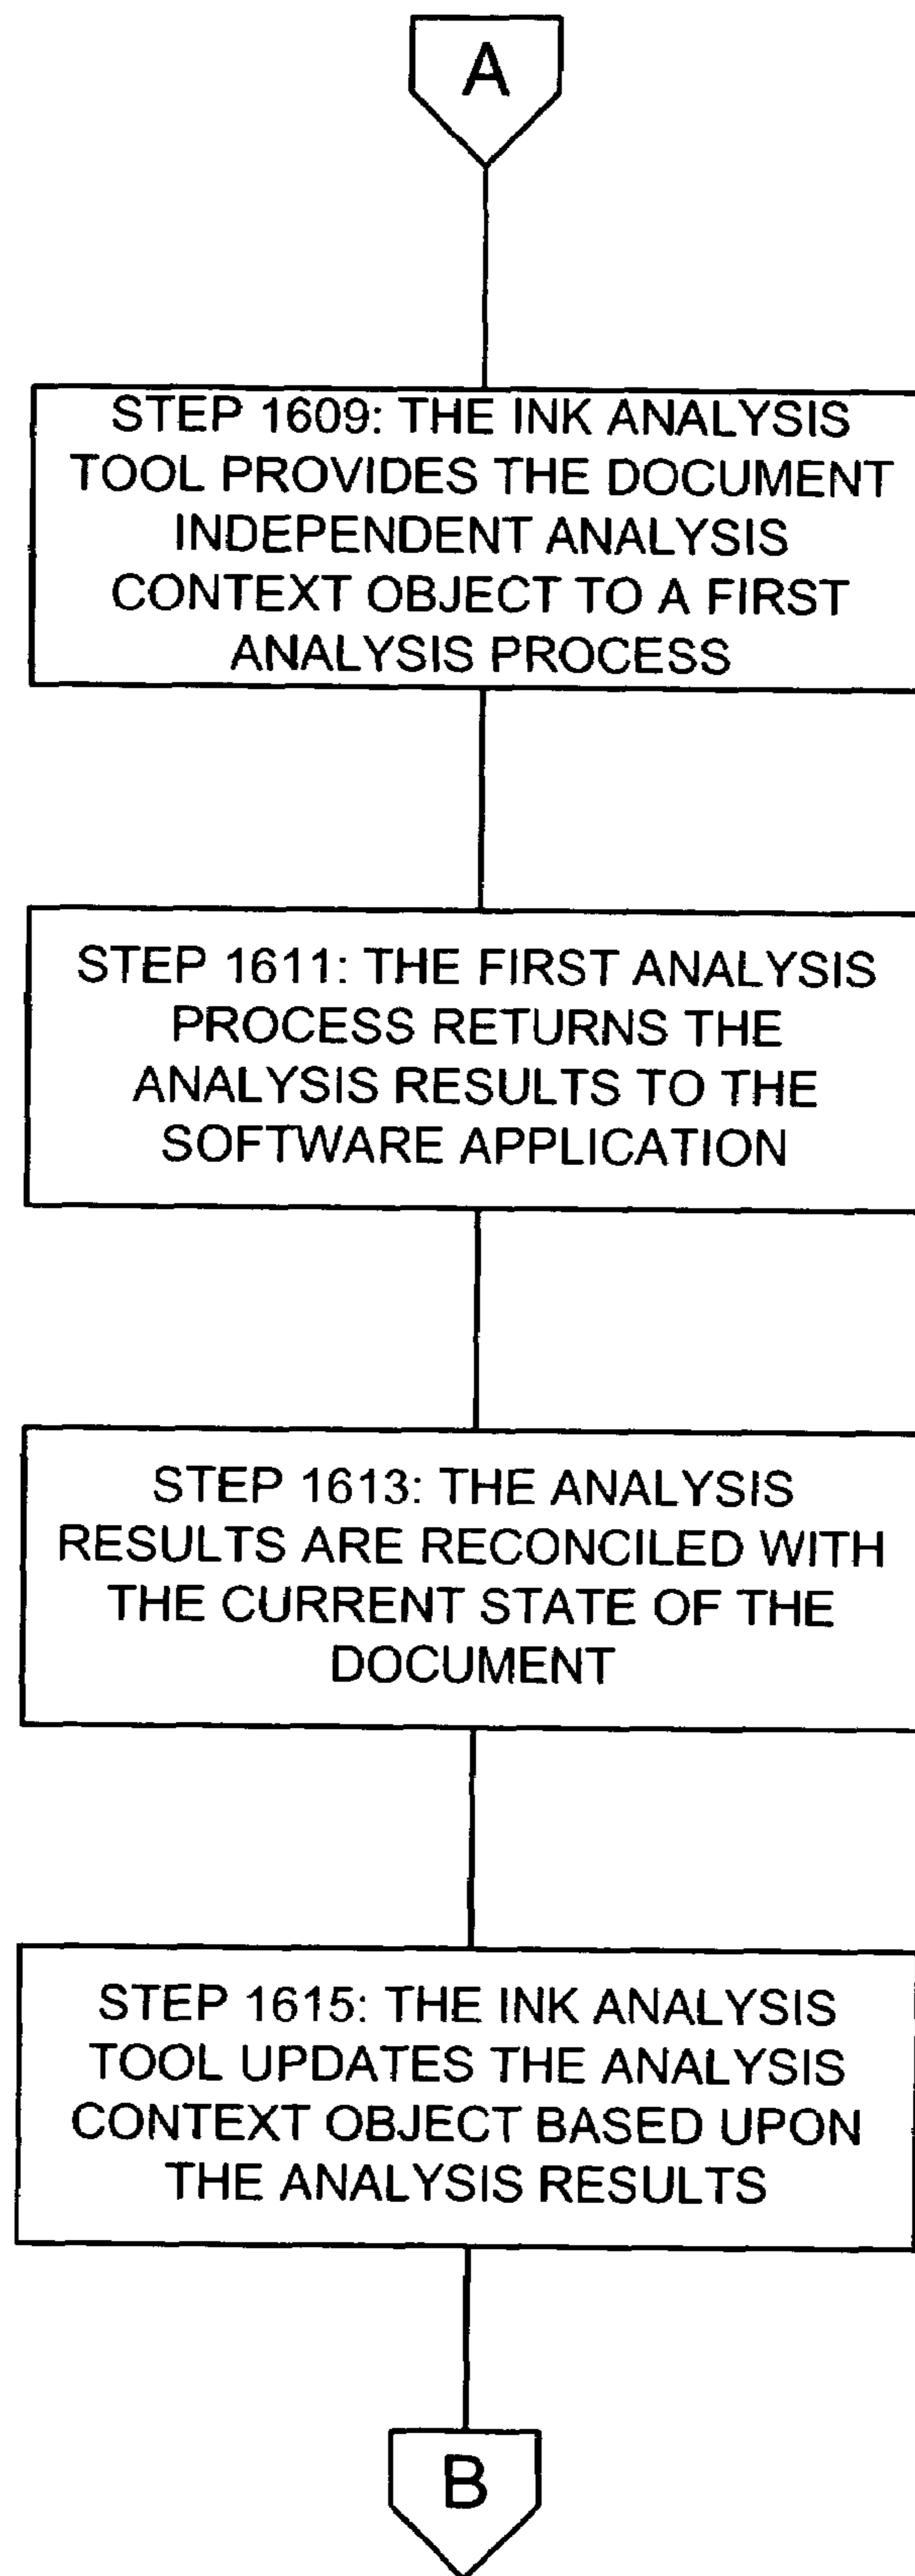 A
STEP 1609: THE INK ANALYSIS
TOOL PROVIDES THE DOCUMENT
INDEPENDENT ANALYSIS
CONTEXT OBJECT TO A FIRST
ANALYSIS PROCESS
STEP 1611: THE FIRST ANALYSIS
PROCESS RETURNS THE
ANALYSIS RESULTS TO THE
SOFTWARE APPLICATION
STEP 1613: THE ANALYSIS
RESULTS ARE RECONCILED WITH
THE CURRENT STATE OF THE
DOCUMENT
STEP 1615: THE INK ANALYSIS
TOOL UPDATES THE ANALYSIS
CONTEXT OBJECT BASED UPON
THE ANALYSIS RESULTS
B